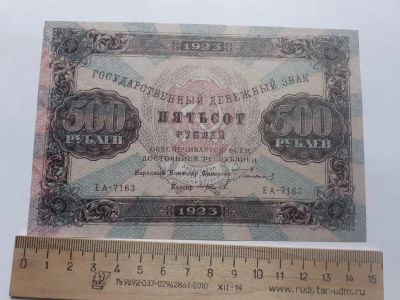 1923
ГОСУДАРСТВЕННЫЙ ДЕНЕЖНЫЙ ЗНАК
500
РУБЛЕЙ
ПЯТЬСОТ
РУБЛЕЙ
500
РУБЛЕЙ
ОБЕСПЕЧИВАЕТСЯ ВСЕМ
ДОСТОЯНИЕМ РЕСПУБЛИКИ
Народный Комиссар Финансов
ЕА-7163
Кассир
ЕА-7163
1923
0 1 2 3 4 5 6 7 8 9 10 11 12 13 14 15
ХII-14
www.redstar-udm.ru